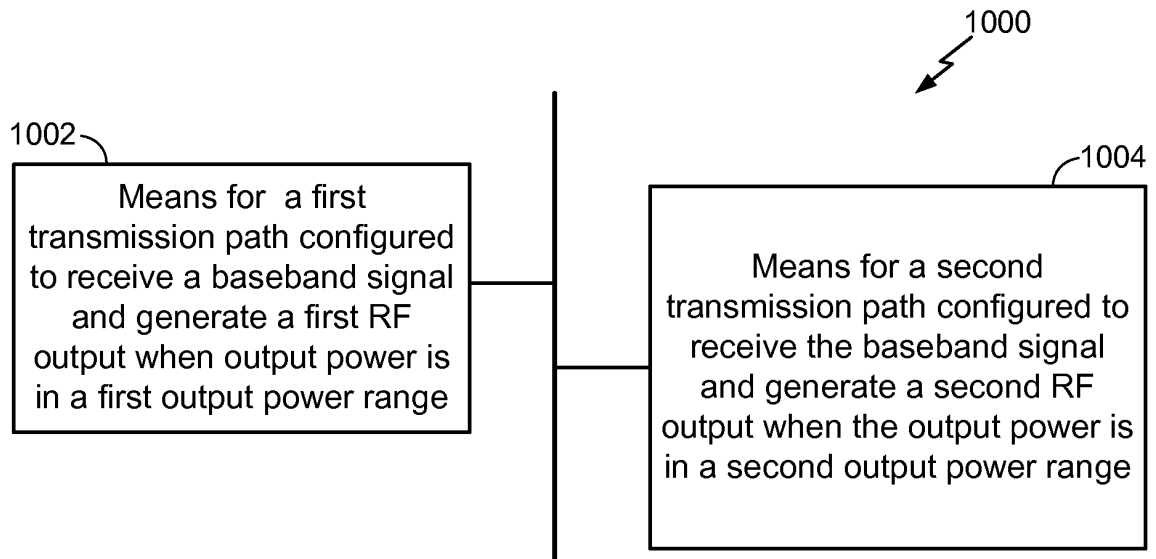 1000
1002
Means for a first
transmission path configured
to receive a baseband signal
and generate a first RF
output when output power is
in a first output power range
1004
Means for a second
transmission path configured to
receive the baseband signal
and generate a second RF
output when the output power is
in a second output power range